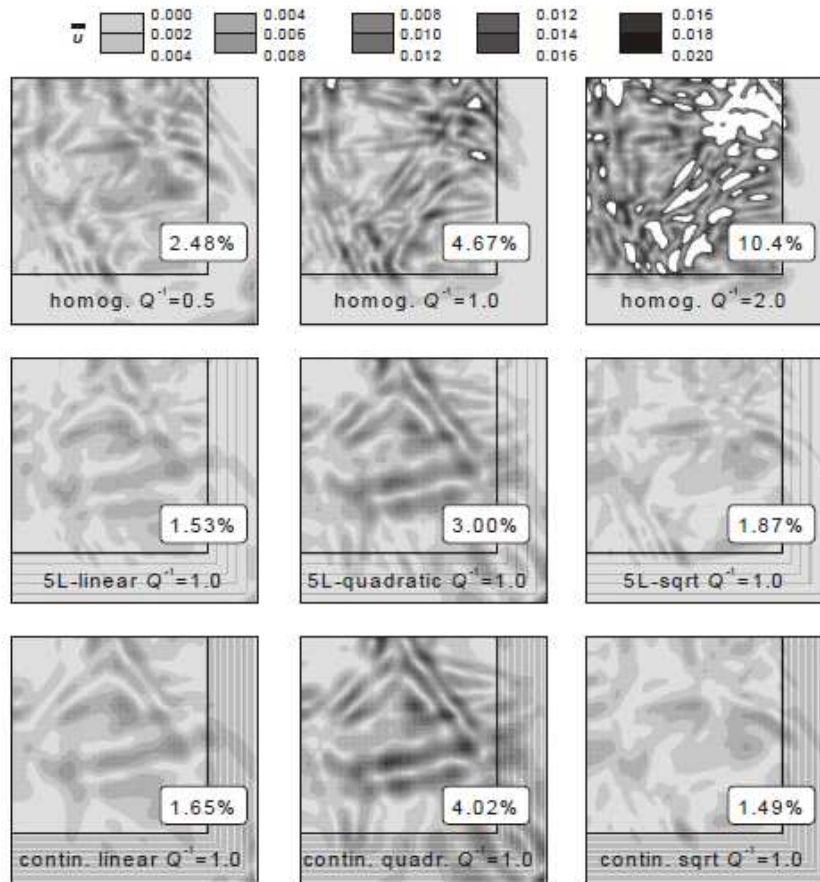 u
0.000
0.002
0.004
0.004
0.006
0.008
0.008
0.010
0.012
0.012
0.014
0.016
0.016
0.018
0.020
2.48%
4.67%
10.4%
homog. Q⁻¹=0.5
homog. Q⁻¹=1.0
homog. Q⁻¹=2.0
1.53%
3.00%
1.87%
5L-linear Q⁻¹=1.0
5L-quadratic Q⁻¹=1.0
5L-sqrt Q⁻¹=1.0
1.65%
4.02%
1.49%
contin. linear Q⁻¹=1.0
contin. quadr. Q⁻¹=1.0
contin. sqrt Q⁻¹=1.0